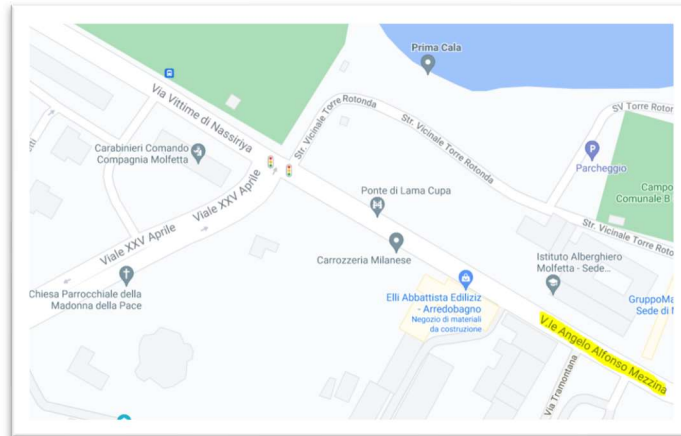 Prima Cala
Via Vittime di Nassiriya
Str. Vicinale Torre Rotonda
Str. Vicinale Torre Rotonda
SV Torre Roton
Carabinieri Comando
Compagnia Molfetta
Parcheggio
Viale XXV Aprile
Ponte di Lama Cupa
Campo
Comunale B
Viale XXV Aprile
Str. Vicinale Torre Rotonda
Carrozzeria Milanese
Istituto Alberghiero
Molfetta - Sede...
Chiesa Parrocchiale della
Madonna della Pace
Elli Abbattista Ediliziz
- Arredobagno
Negozio di materiali
da costruzione
GruppoMa
Sede di
V.le Angelo Alfonso Mezzina
Via Tramontana